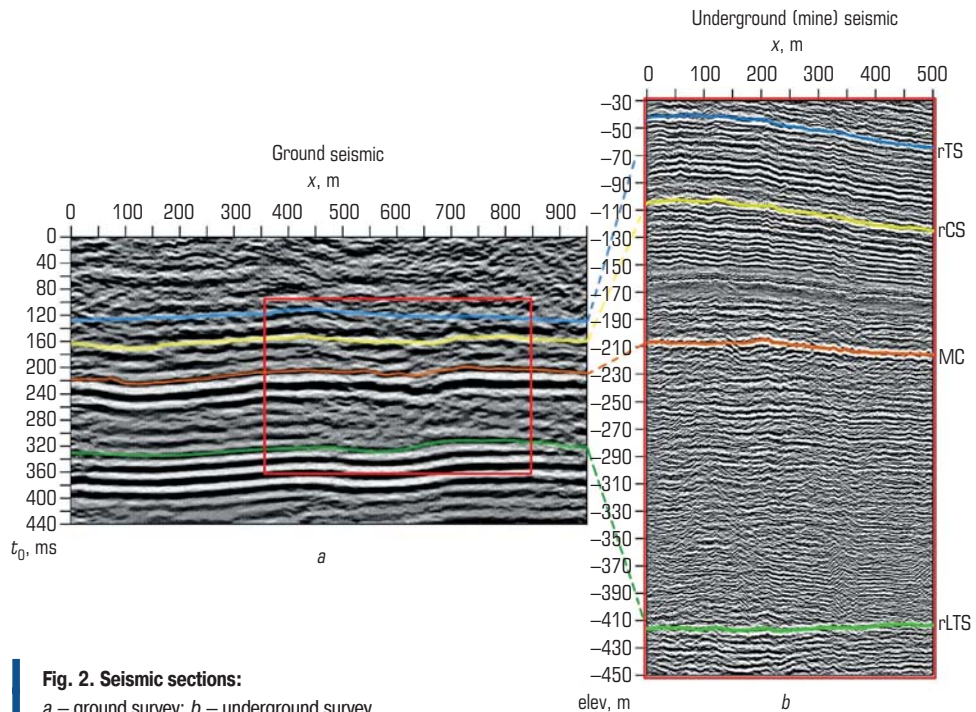 Underground (mine) seismic
x, m
0 100 200 300 400 500
Ground seismic
x, m
0 100 200 300 400 500 600 700 800 900
0
40
80
120
160
200
240
280
320
360
400
440
t0, ms
a
–30
–50
–70
–90
–110
–130
–150
–170
–190
–210
–230
–250
–270
–290
–310
–330
–350
–370
–390
–410
–430
–450
elev, m
b
rTS
rCS
MC
rLTS
Fig. 2. Seismic sections:
a – ground survey; b – underground survey